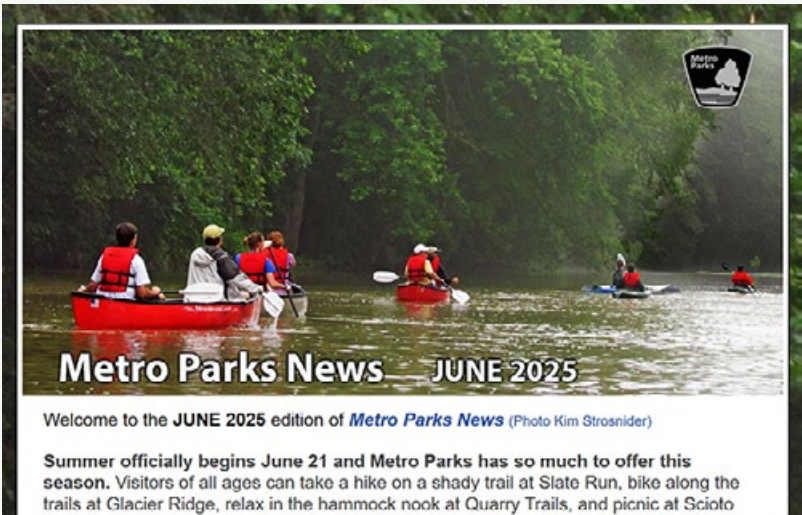 Metro
Parks
Metro Parks News JUNE 2025
Welcome to the JUNE 2025 edition of Metro Parks News (Photo Kim Strosnider)
Summer officially begins June 21 and Metro Parks has so much to offer this
season. Visitors of all ages can take a hike on a shady trail at Slate Run, bike along the
trails at Glacier Ridge, relax in the hammock nook at Quarry Trails, and picnic at Scioto